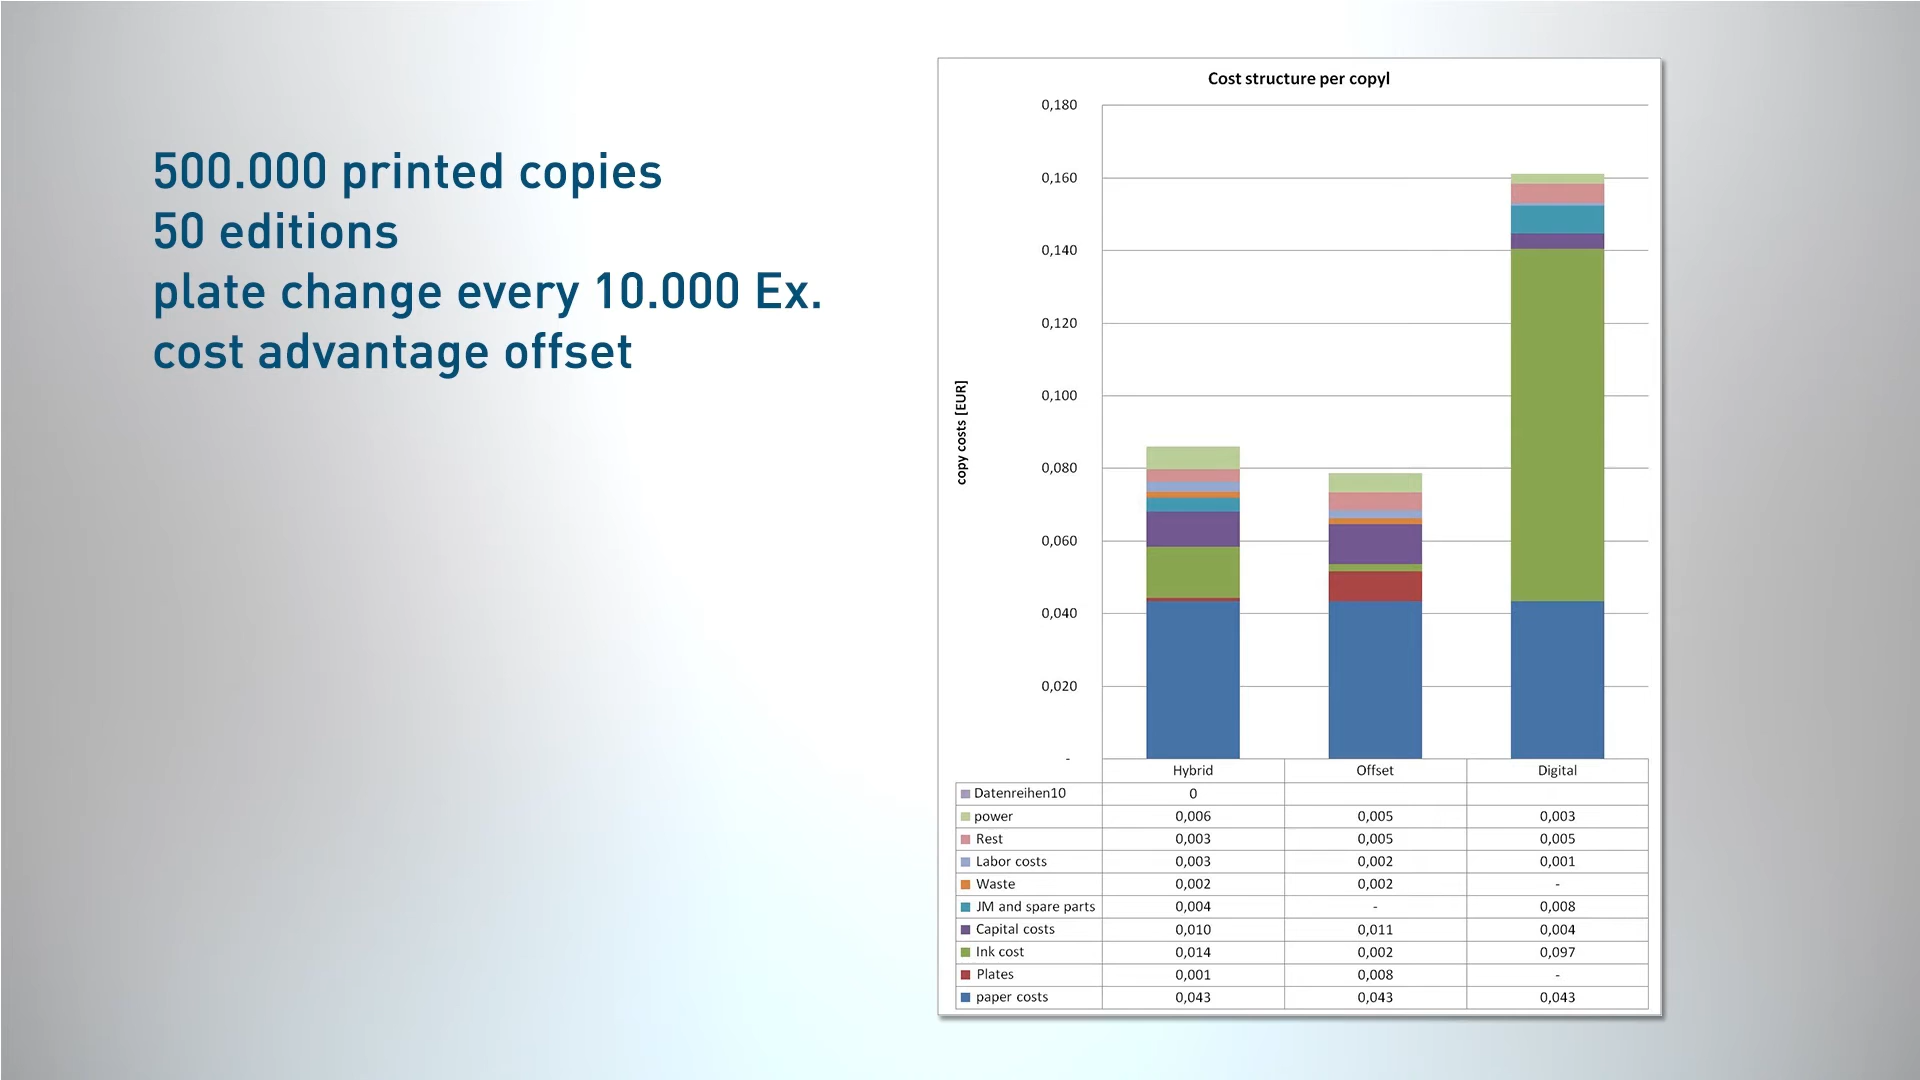 500.000 printed copies
50 editions
plate change every 10.000 Ex.
cost advantage offset
Cost structure per copyl
copy costs [EUR]
0,180
0,160
0,140
0,120
0,100
0,080
0,060
0,040
0,020
-
Hybrid Offset Digital
Datenreihen10 0
power 0,006 0,005 0,003
Rest 0,003 0,005 0,005
Labor costs 0,003 0,002 0,001
Waste 0,002 0,002 -
JM and spare parts 0,004 - 0,008
Capital costs 0,010 0,011 0,004
Ink cost 0,014 0,002 0,097
Plates 0,001 0,008 -
paper costs 0,043 0,043 0,043